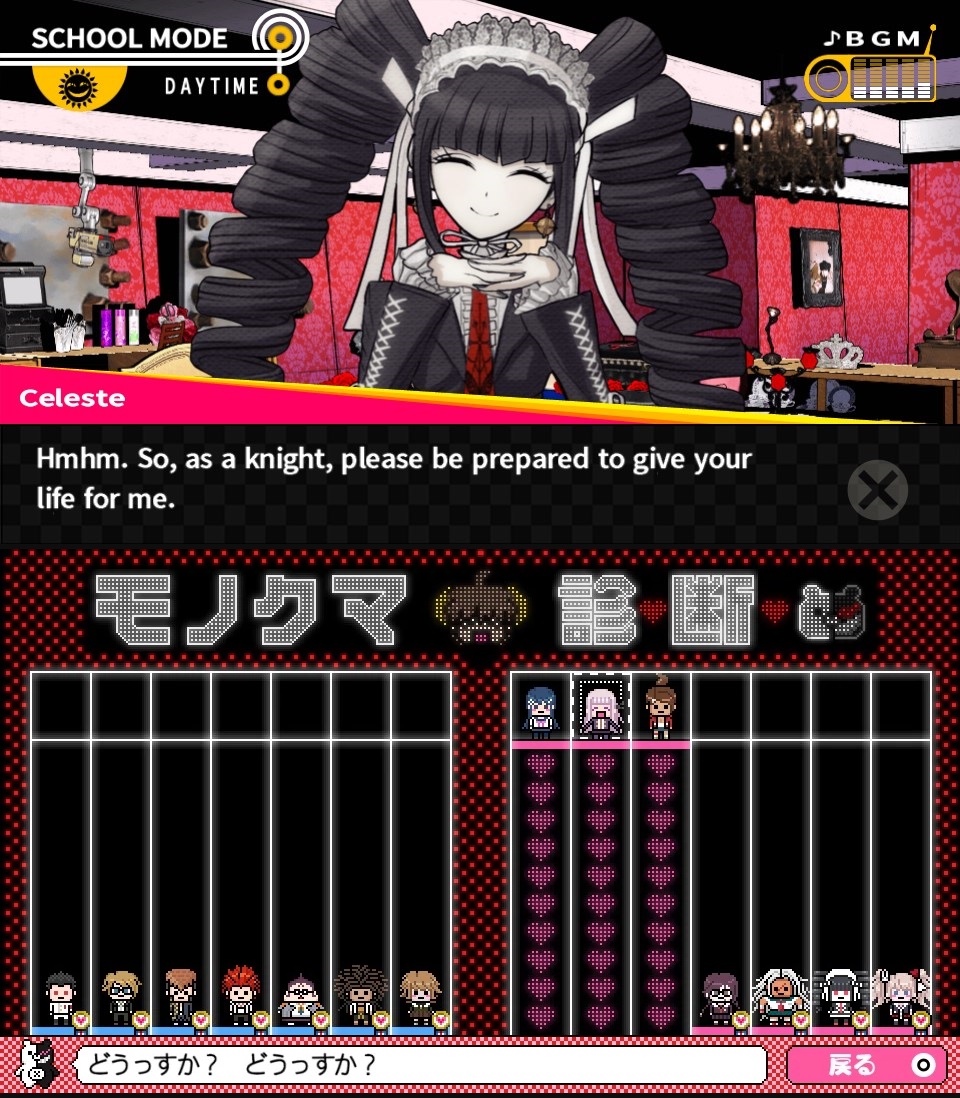 SCHOOL MODE
DAYTIME
♪BGM
Celeste
Hmhm. So, as a knight, please be prepared to give your
life for me.
モノクマ 診♥断♥
どうっすか？　どうっすか？
戻る